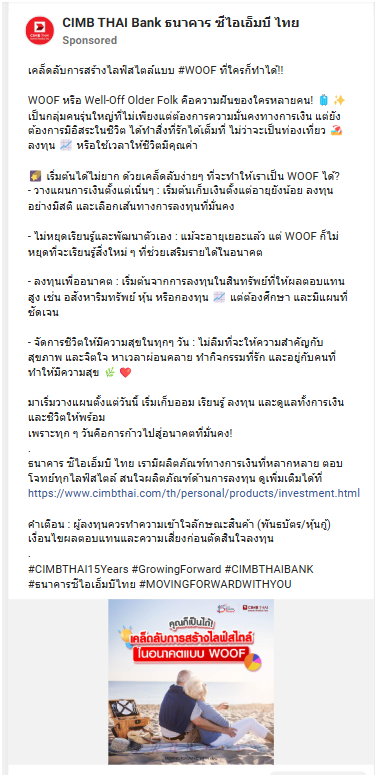 CIMB THAI Bank ธนาคาร ซีไอเอ็มบี ไทย
Sponsored
เคล็ดลับการสร้างไลฟ์สไตล์แบบ #WOOF ที่ใครก็ทำได้!!
WOOF หรือ Well-Off Older Folk คือความฝันของใครหลายคน! 🧳 ✨
เป็นกลุ่มคนรุ่นใหญ่ที่ไม่เพียงแต่ต้องการความมั่นคงทางการเงิน แต่ยัง
ต้องการมีอิสระในชีวิต ได้ทำสิ่งที่รักได้เต็มที่ ไม่ว่าจะเป็นท่องเที่ยว 🏖️
ลงทุน 📈 หรือใช้เวลาให้ชีวิตมีคุณค่า
🌠 เริ่มต้นได้ไม่ยาก ด้วยเคล็ดลับง่ายๆ ที่จะทำให้เราเป็น WOOF ได้?
- วางแผนการเงินตั้งแต่เนิ่นๆ : เริ่มต้นเก็บเงินตั้งแต่อายุยังน้อย ลงทุน
อย่างมีสติ และเลือกเส้นทางการลงทุนที่มั่นคง
- ไม่หยุดเรียนรู้และพัฒนาตัวเอง : แม้จะอายุเยอะแล้ว แต่ WOOF ก็ไม่
หยุดที่จะเรียนรู้สิ่งใหม่ ๆ ที่ช่วยเสริมรายได้ในอนาคต
- ลงทุนเพื่ออนาคต : เริ่มต้นจากการลงทุนในสินทรัพย์ที่ให้ผลตอบแทน
สูง เช่น อสังหาริมทรัพย์ หุ้น หรือกองทุน 📈 แต่ต้องศึกษา และมีแผนที่
ชัดเจน
- จัดการชีวิตให้มีความสุขในทุกๆ วัน : ไม่ลืมที่จะให้ความสำคัญกับ
สุขภาพ และจิตใจ หาเวลาผ่อนคลาย ทำกิจกรรมที่รัก และอยู่กับคนที่
ทำให้มีความสุข 🌿 ❤️
มาเริ่มวางแผนตั้งแต่วันนี้ เริ่มเก็บออม เรียนรู้ ลงทุน และดูแลทั้งการเงิน
และชีวิตให้พร้อม
เพราะทุก ๆ วันคือการก้าวไปสู่อนาคตที่มั่นคง!
.
ธนาคาร ซีไอเอ็มบี ไทย เรามีผลิตภัณฑ์ทางการเงินที่หลากหลาย ตอบ
โจทย์ทุกไลฟ์สไตล์ สนใจผลิตภัณฑ์ด้านการลงทุน ดูเพิ่มเติมได้ที่
https://www.cimbthai.com/th/personal/products/investment.html
คำเตือน : ผู้ลงทุนควรทำความเข้าใจลักษณะสินค้า (พันธบัตร/หุ้นกู้)
เงื่อนไขผลตอบแทนและความเสี่ยงก่อนตัดสินใจลงทุน
.
#CIMBTHAI15Years #GrowingForward #CIMBTHAIBANK
#ธนาคารซีไอเอ็มบีไทย #MOVINGFORWARDWITHYOU
CIMB THAI
คุณก็เป็นได้!
เคล็ดลับการสร้างไลฟ์สไตล์
ในอนาคตแบบ WOOF